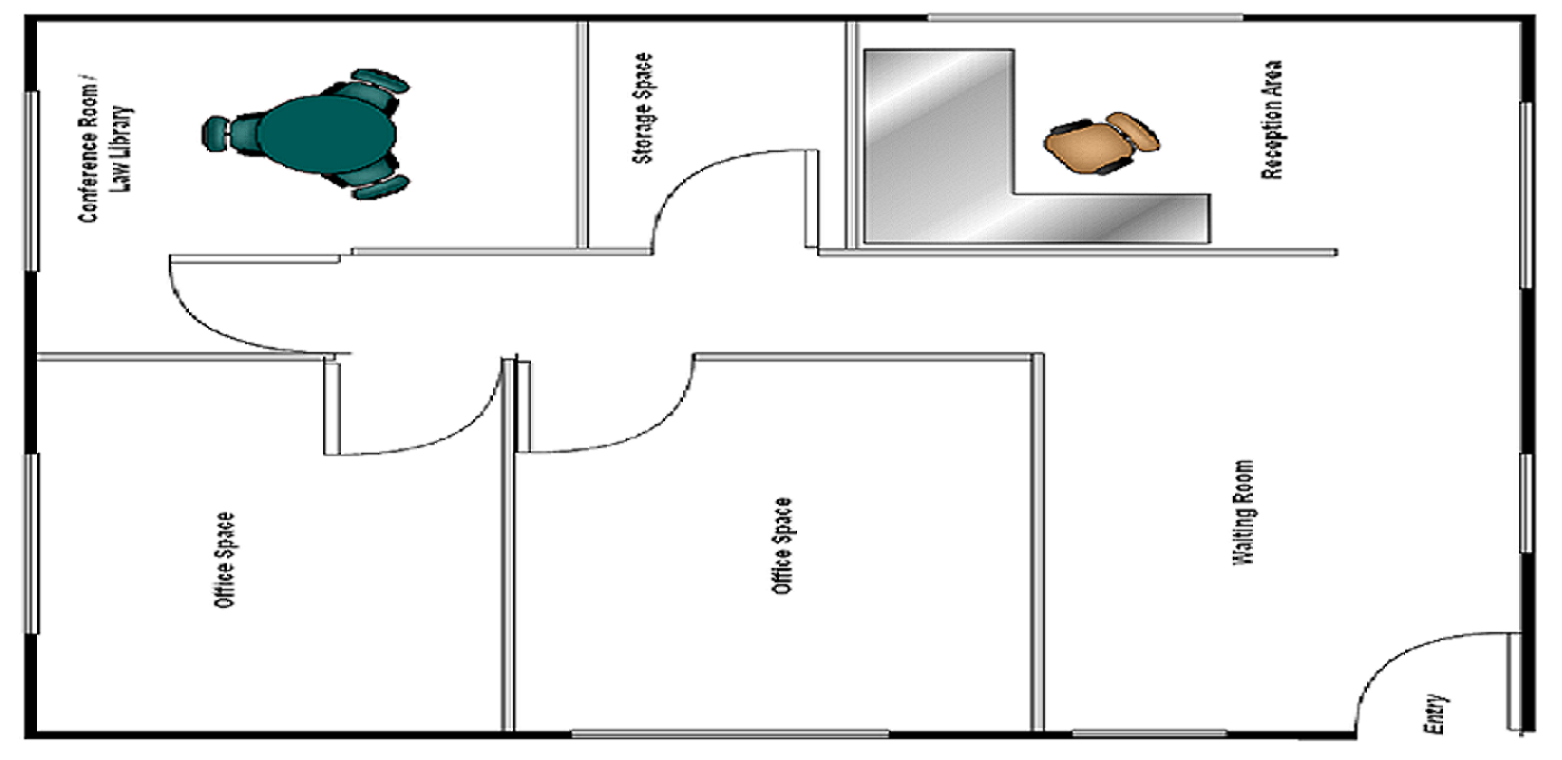 Conference Room /
Law Library
Storage Space
Reception Area
Office Space
Office Space
Waiting Room
Entry